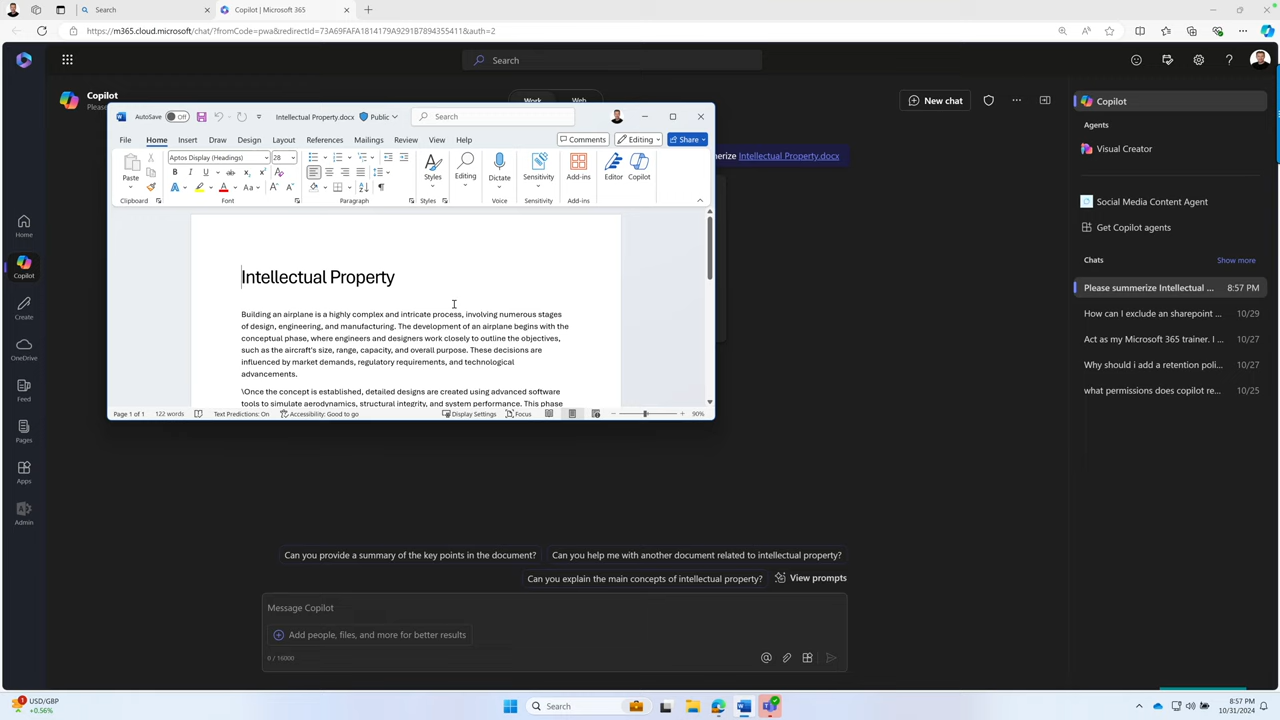 Search
Copilot | Microsoft 365
https://m365.cloud.microsoft/chat/?fromCode=pwa&redirectId=73A69FAFA1814179A9291B7894355411&auth=2
Search
Copilot
Work
Web
New chat
Copilot
Agents
Visual Creator
Social Media Content Agent
Get Copilot agents
Chats
Show more
Please summerize Intellectual ...
8:57 PM
How can I exclude an sharepoint ...
10/29
Act as my Microsoft 365 trainer. I ...
10/27
Why should i add a retention poli...
10/27
what permissions does copilot re...
10/25
Home
Copilot
Create
OneDrive
Feed
Pages
Apps
Admin
AutoSave
Off
Intellectual Property.docx
Public
Search
File
Home
Insert
Draw
Design
Layout
References
Mailings
Review
View
Help
Comments
Editing
Share
Paste
Aptos Display (Headings)
28
Styles
Editing
Dictate
Sensitivity
Add-ins
Editor
Copilot
Clipboard
Font
Paragraph
Styles
Voice
Sensitivity
Add-ins
merize Intellectual Property.docx
Intellectual Property
Building an airplane is a highly complex and intricate process, involving numerous stages
of design, engineering, and manufacturing. The development of an airplane begins with the
conceptual phase, where engineers and designers work closely to outline the objectives,
such as the aircraft's size, range, capacity, and overall purpose. These decisions are
influenced by market demands, regulatory requirements, and technological
advancements.
\Once the concept is established, detailed designs are created using advanced software
tools to simulate aerodynamics, structural integrity, and system performance. This phase
Page 1 of 1
122 words
Text Predictions: On
Accessibility: Good to go
Display Settings
Focus
90%
Can you provide a summary of the key points in the document?
Can you help me with another document related to intellectual property?
Can you explain the main concepts of intellectual property?
View prompts
Message Copilot
Add people, files, and more for better results
0 / 16000
USD/GBP
+0.56%
Search
8:57 PM
10/31/2024